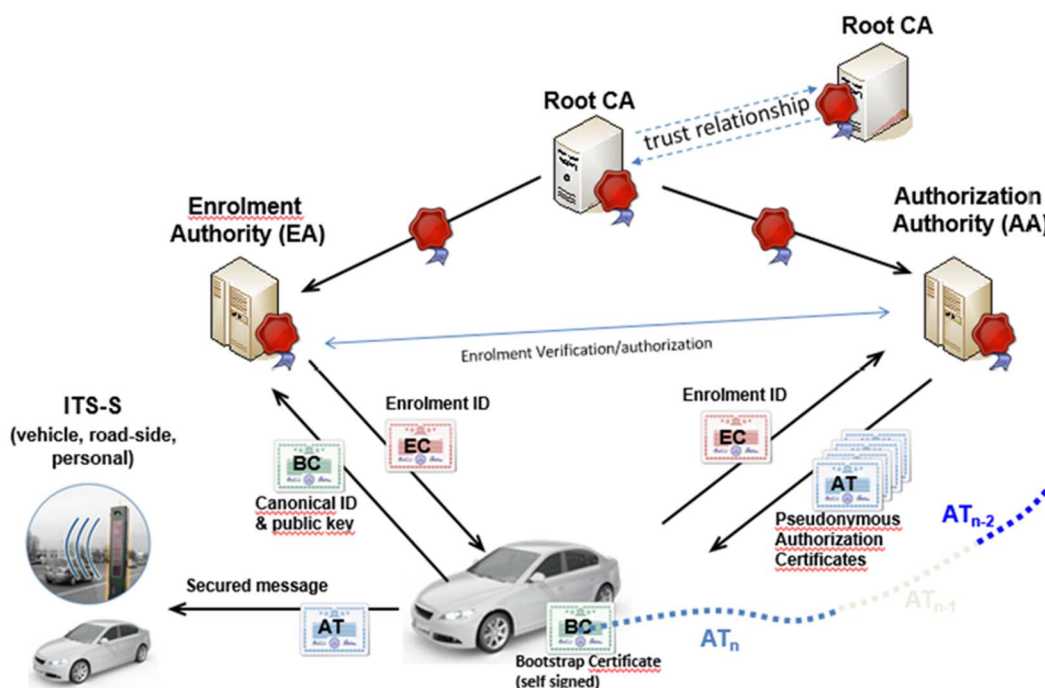 Root CA
Root CA
trust relationship
Enrolment
Authority (EA)
Authorization
Authority (AA)
Enrolment Verification/authorization
ITS-S
(vehicle, road-side,
personal)
Enrolment ID
EC
BC
Canonical ID
& public key
Enrolment ID
EC
AT
Pseudonymous
Authorization
Certificates
ATn-2
ATn-1
ATn
Secured message
AT
BC
Bootstrap Certificate
(self signed)